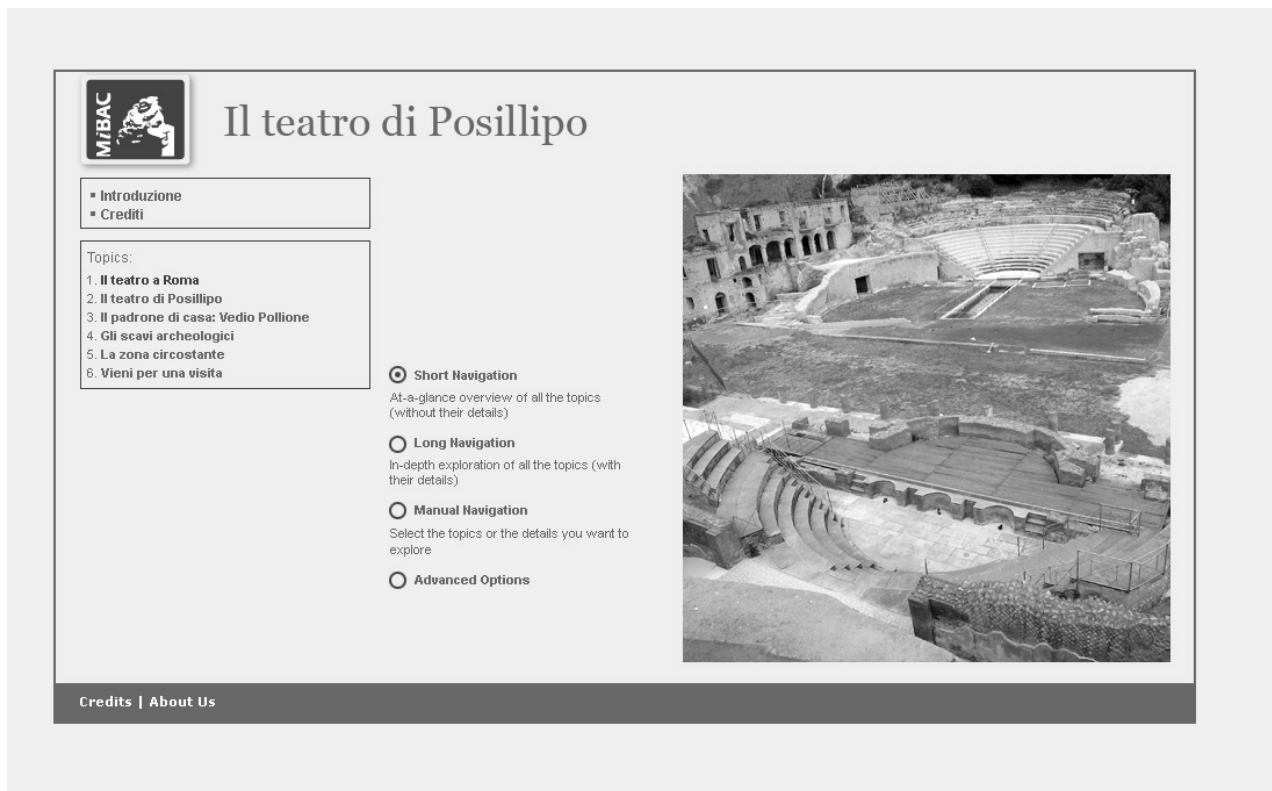 MiBAC
Il teatro di Posillipo
▪ Introduzione
▪ Crediti
Topics:
1. Il teatro a Roma
2. Il teatro di Posillipo
3. Il padrone di casa: Vedio Pollione
4. Gli scavi archeologici
5. La zona circostante
6. Vieni per una visita
Short Navigation
At-a-glance overview of all the topics
(without their details)
Long Navigation
In-depth exploration of all the topics (with
their details)
Manual Navigation
Select the topics or the details you want to
explore
Advanced Options
Credits | About Us